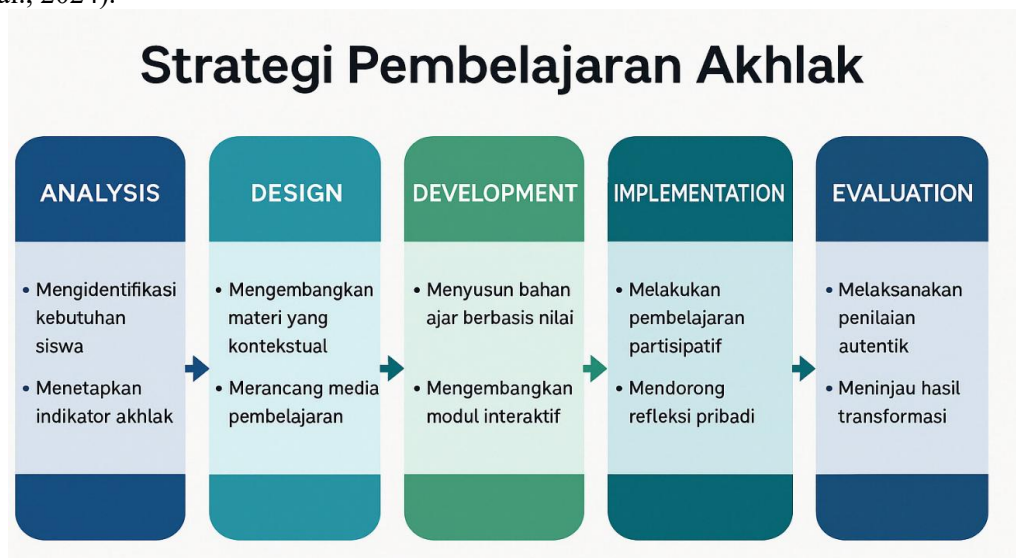 al., 2024).
Strategi Pembelajaran Akhlak
ANALYSIS
• Mengidentifikasi
kebutuhan
siswa
• Menetapkan
indikator akhlak
DESIGN
• Mengembangkan
materi yang
kontekstual
• Merancang media
pembelajaran
DEVELOPMENT
• Menyusun bahan
ajar berbasis nilai
• Mengembangkan
modul interaktif
IMPLEMENTATION
• Melakukan
pembelajaran
partisipatif
• Mendorong
refleksi pribadi
EVALUATION
• Melaksanakan
penilaian
autentik
• Meninjau hasil
transformasi